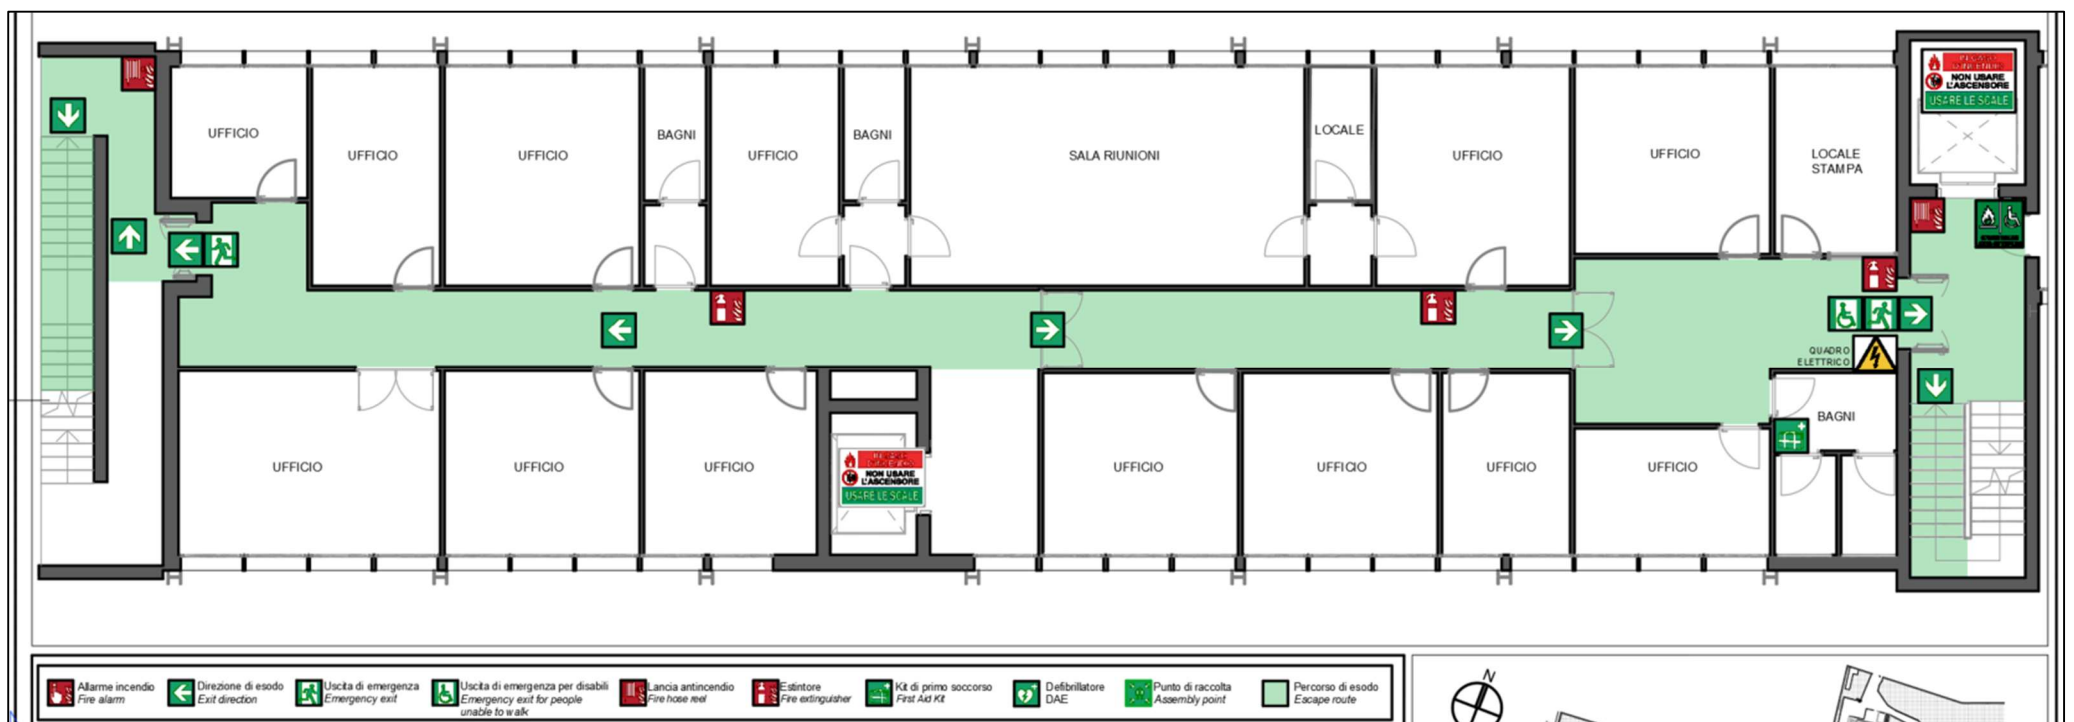 UFFICIO
UFFICIO
UFFICIO
BAGNI
UFFICIO
BAGNI
SALA RIUNIONI
LOCALE
UFFICIO
UFFICIO
LOCALE
STAMPA
NON USARE
L'ASCENSORE
USARE LE SCALE
QUADRO
ELETTRICO
BAGNI
UFFICIO
UFFICIO
UFFICIO
NON USARE
L'ASCENSORE
USARE LE SCALE
UFFICIO
UFFICIO
UFFICIO
UFFICIO
Allarme incendio
Fire alarm
Direzione di esodo
Exit direction
Uscita di emergenza
Emergency exit
Uscita di emergenza per disabili
Emergency exit for people
unable to walk
Lancia antincendio
Fire hose reel
Estintore
Fire extinguisher
Kit di primo soccorso
First Aid Kit
Defibrillatore
DAE
Punto di raccolta
Assembly point
Percorso di esodo
Escape route
N